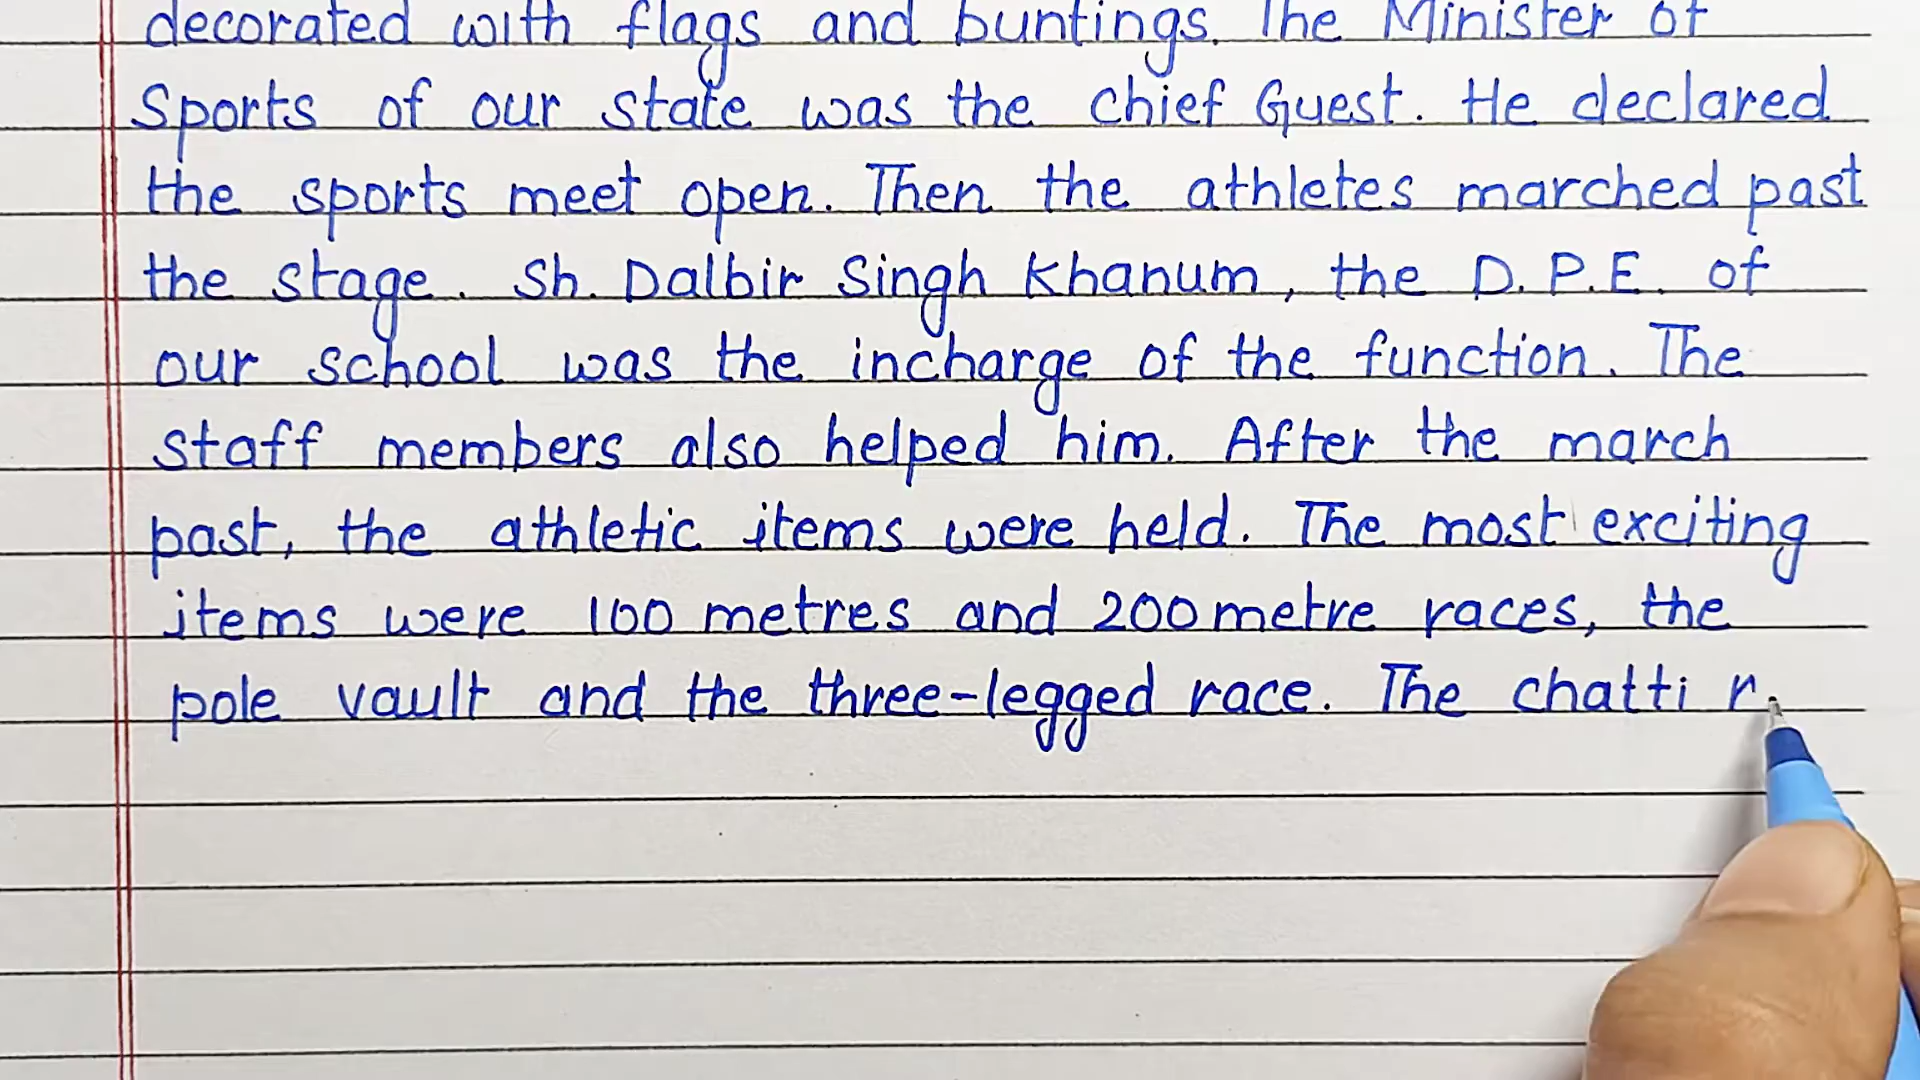 decorated with flags and buntings. The Minister of
Sports of our state was the Chief Guest. He declared
the sports meet open. Then the athletes marched past
the stage. Sh. Dalbir Singh Khanum, the D.P.E. of
our school was the incharge of the function. The
staff members also helped him. After the march
past, the athletic items were held. The most exciting
items were 100 metres and 200 metre races, the
pole vault and the three-legged race. The chatti r